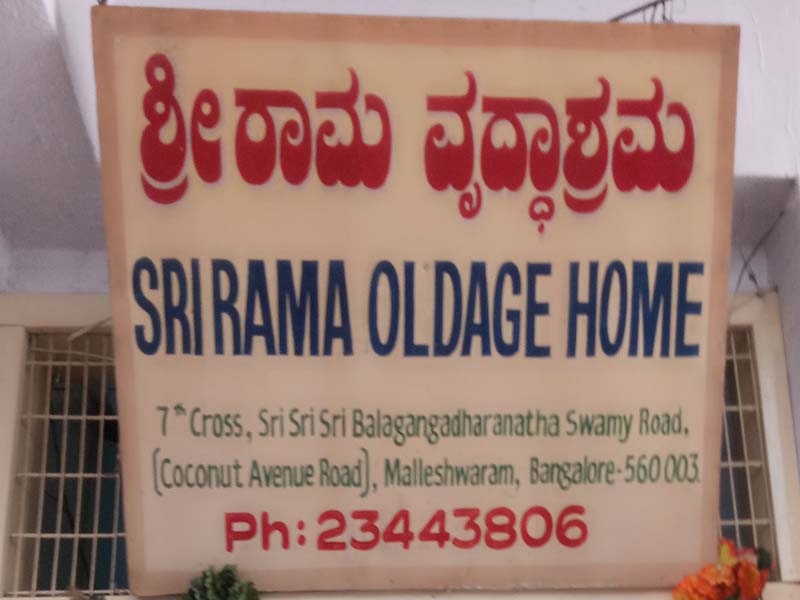 ಶ್ರೀ ರಾಮ ವೃದ್ಧಾಶ್ರಮ
SRI RAMA OLDAGE HOME
7th Cross, Sri Sri Sri Balagangadharanatha Swamy Road,
(Coconut Avenue Road), Malleshwaram, Bangalore-560 003.
Ph: 23443806